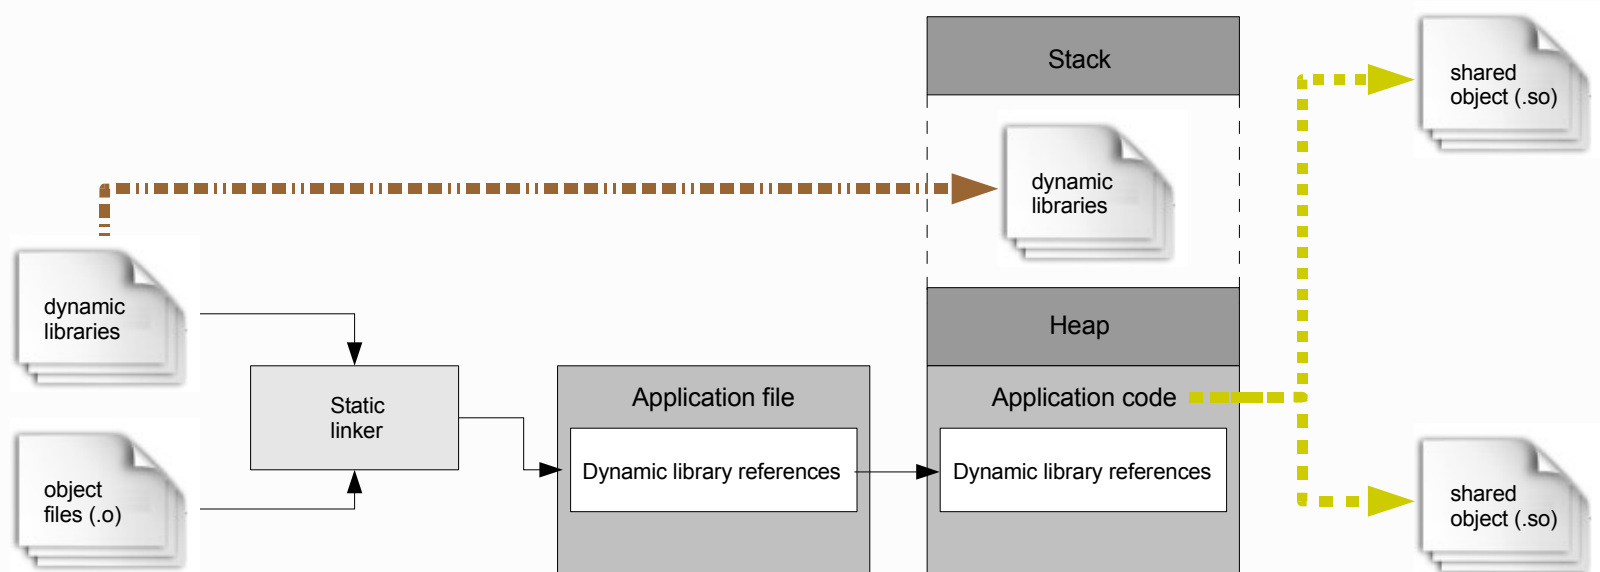 Stack
shared
object (.so)
dynamic
libraries
dynamic
libraries
Heap
Static
linker
Application file
Application code
Dynamic library references
Dynamic library references
object
files (.o)
shared
object (.so)